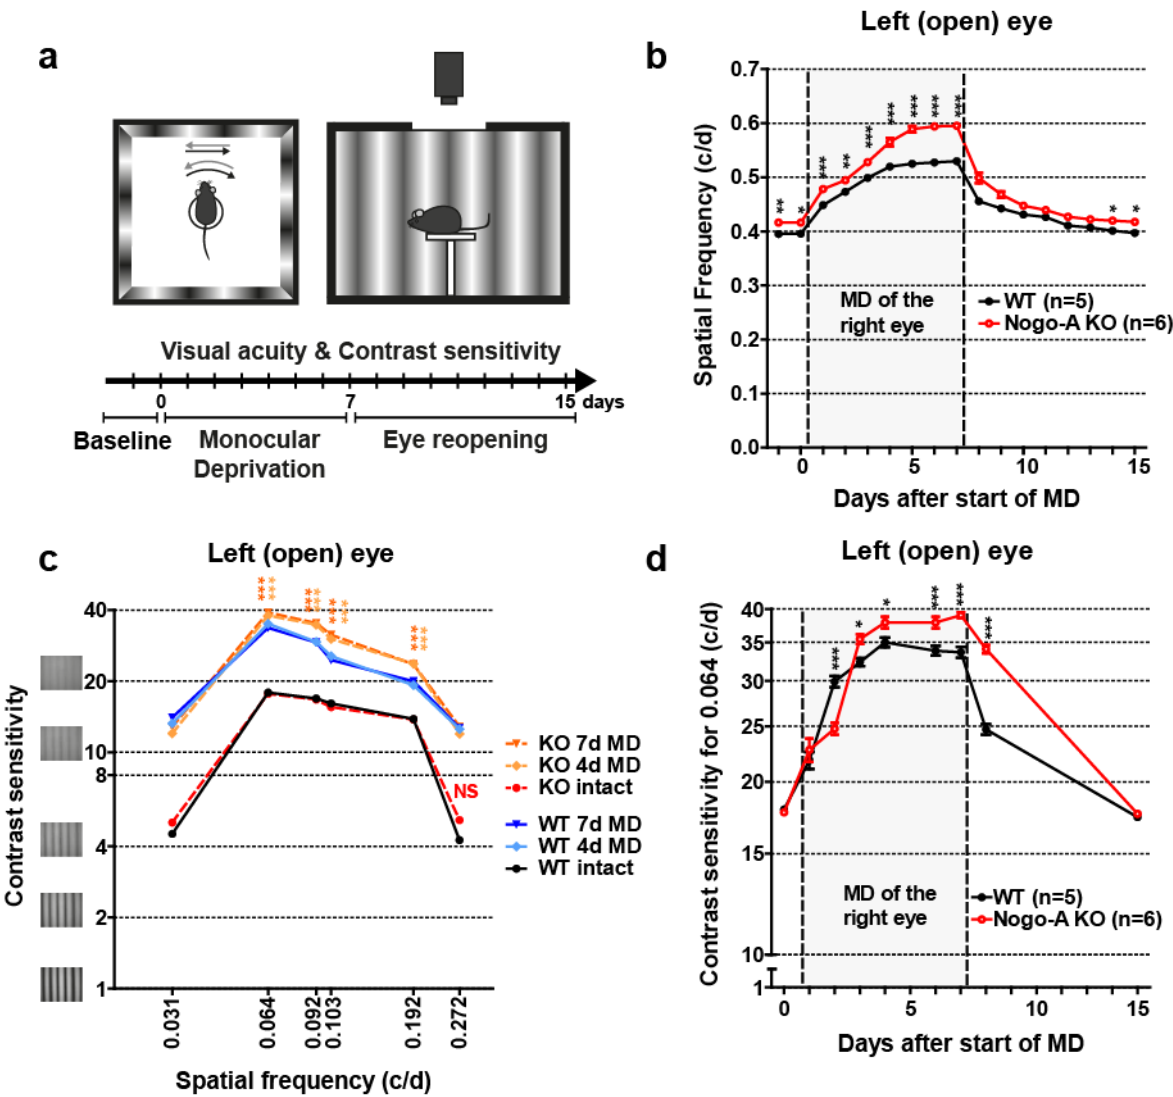 a
Visual acuity & Contrast sensitivity
0 7 15 days
Baseline
Monocular
Deprivation
Eye reopening
b
Left (open) eye
Spatial Frequency (c/d)
0.7
0.6
0.5
0.4
0.3
0.2
0.1
0.0
** * *** ** *** *** *** *** *** * *
MD of the
right eye
WT (n=5)
Nogo-A KO (n=6)
0 5 10 15
Days after start of MD
c
Left (open) eye
Contrast sensitivity
*** *** *** *** *** *** *** ***
40
20
10
8
4
2
1
NS
KO 7d MD
KO 4d MD
KO intact
WT 7d MD
WT 4d MD
WT intact
0.031 0.064 0.092 0.103 0.192 0.272
Spatial frequency (c/d)
d
Left (open) eye
Contrast sensitivity for 0.064 (c/d)
40
35
30
25
20
15
10
1
*** * * *** *** ***
MD of the
right eye
WT (n=5)
Nogo-A KO (n=6)
0 5 10 15
Days after start of MD